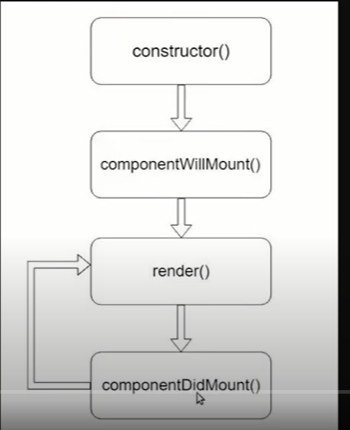 constructor()
componentWillMount()
render()
componentDidMount()